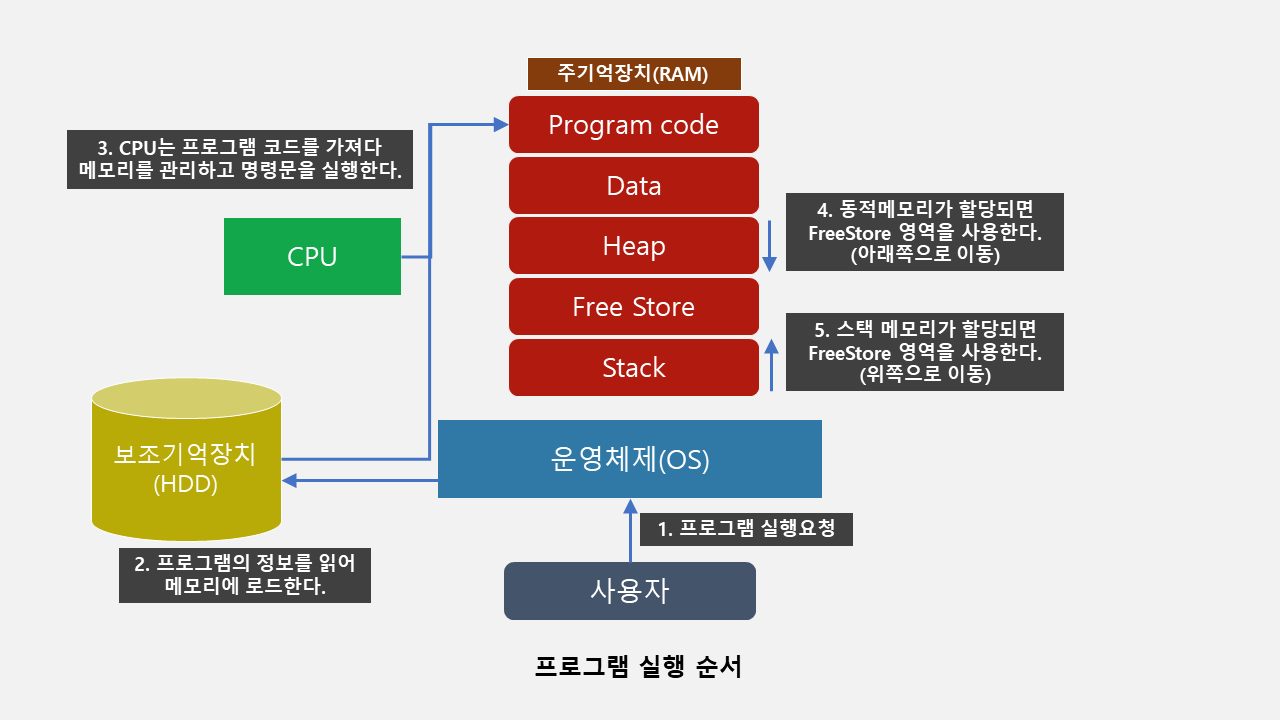 주기억장치(RAM)
Program code
Data
Heap
Free Store
Stack
3. CPU는 프로그램 코드를 가져다
메모리를 관리하고 명령문을 실행한다.
CPU
4. 동적메모리가 할당되면
FreeStore 영역을 사용한다.
(아래쪽으로 이동)
5. 스택 메모리가 할당되면
FreeStore 영역을 사용한다.
(위쪽으로 이동)
보조기억장치
(HDD)
운영체제(OS)
1. 프로그램 실행요청
2. 프로그램의 정보를 읽어
메모리에 로드한다.
사용자
프로그램 실행 순서